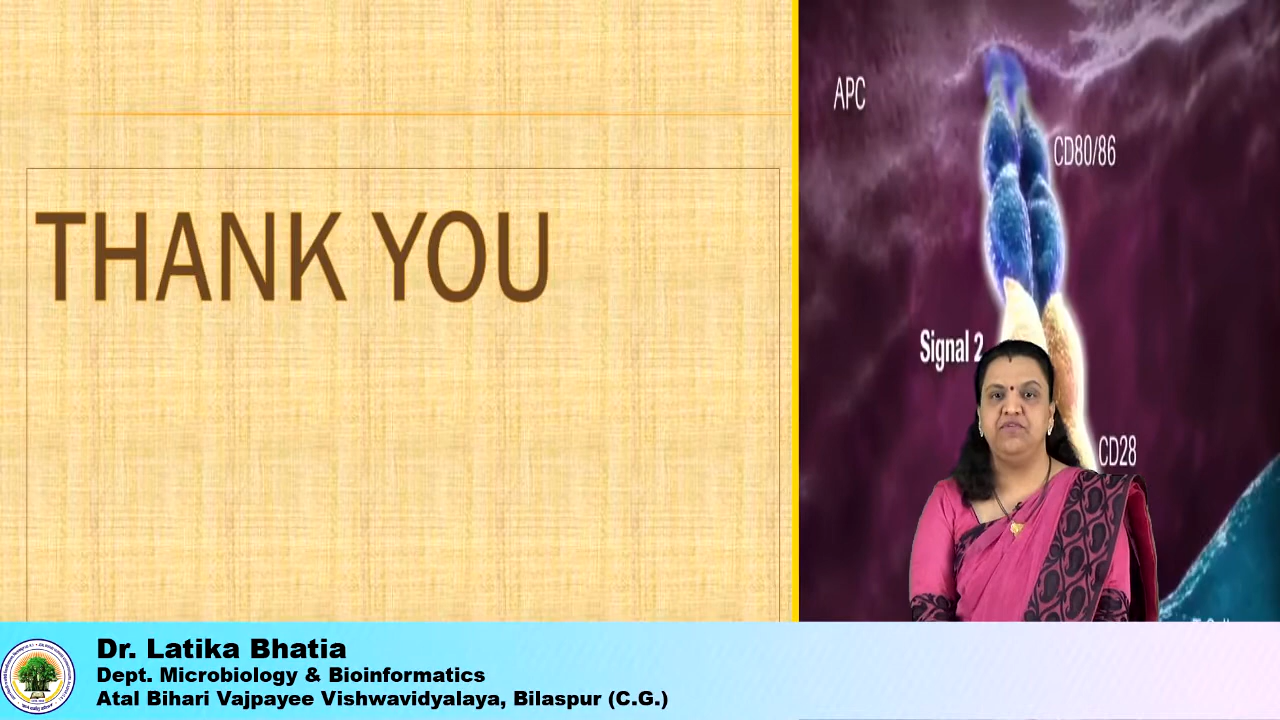 THANK YOU
APC
CD80/86
Signal 2
CD28
Dr. Latika Bhatia
Dept. Microbiology & Bioinformatics
Atal Bihari Vajpayee Vishwavidyalaya, Bilaspur (C.G.)